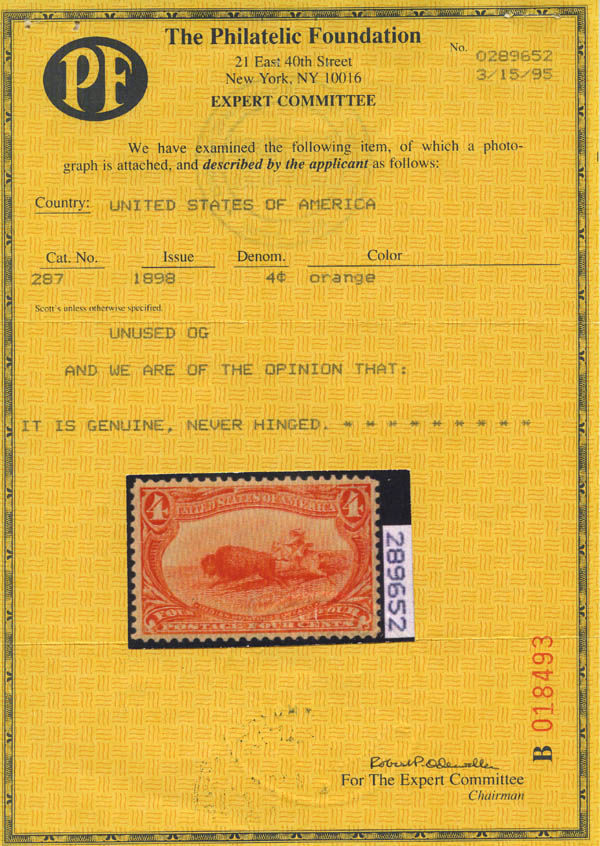 PF
The Philatelic Foundation
21 East 40th Street
New York, NY 10016
EXPERT COMMITTEE
No. 0289652
3/15/95
We have examined the following item, of which a photo-
graph is attached, and described by the applicant as follows:
Country: UNITED STATES OF AMERICA
Cat. No. Issue Denom. Color
287 1898 4¢ orange
Scott's unless otherwise specified.
UNUSED OG
AND WE ARE OF THE OPINION THAT:
IT IS GENUINE, NEVER HINGED. * * * * * * * * *
4 4
UNITED STATES OF AMERICA
FOUR FOUR
POSTAGE FOUR CENTS
289652
B 018493
For The Expert Committee
Chairman